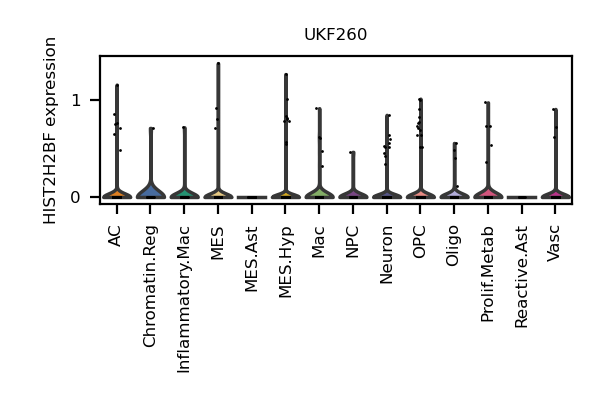 UKF260
HIST2H2BF expression
1
0
AC
Chromatin.Reg
Inflammatory.Mac
MES
MES.Ast
MES.Hyp
Mac
NPC
Neuron
OPC
Oligo
Prolif.Metab
Reactive.Ast
Vasc